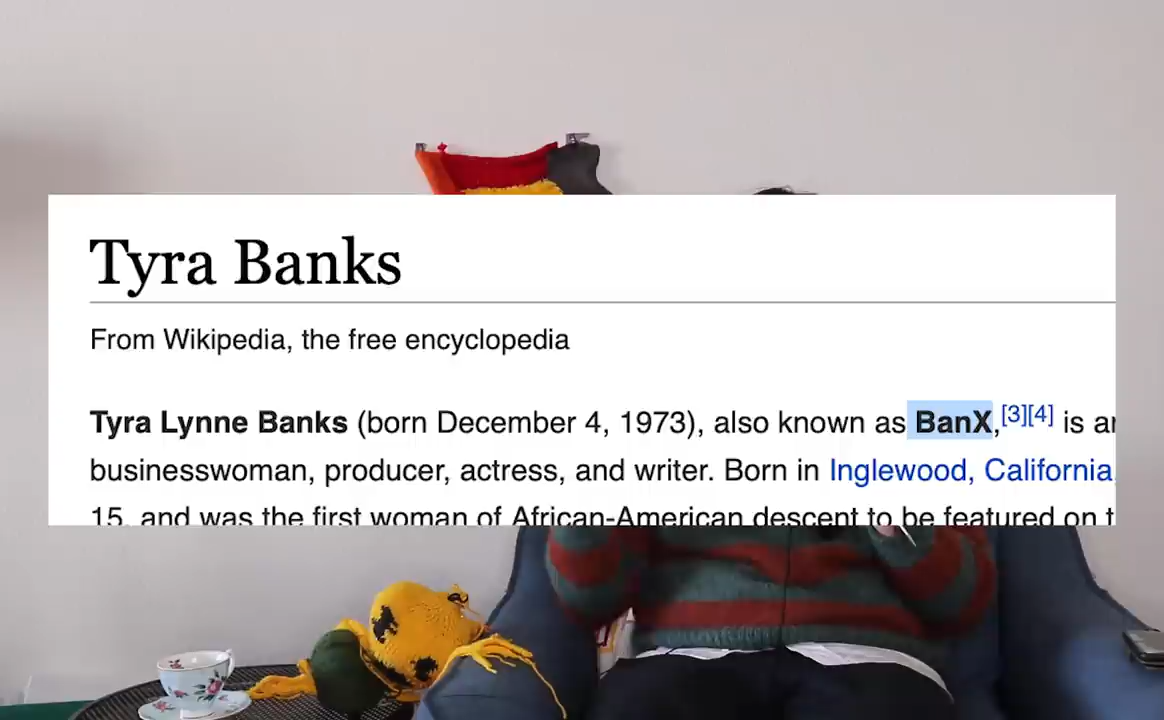 Tyra Banks
From Wikipedia, the free encyclopedia
Tyra Lynne Banks (born December 4, 1973), also known as BanX,[3][4] is
businesswoman, producer, actress, and writer. Born in Inglewood, California,
15, and was the first woman of African-American descent to be featured on